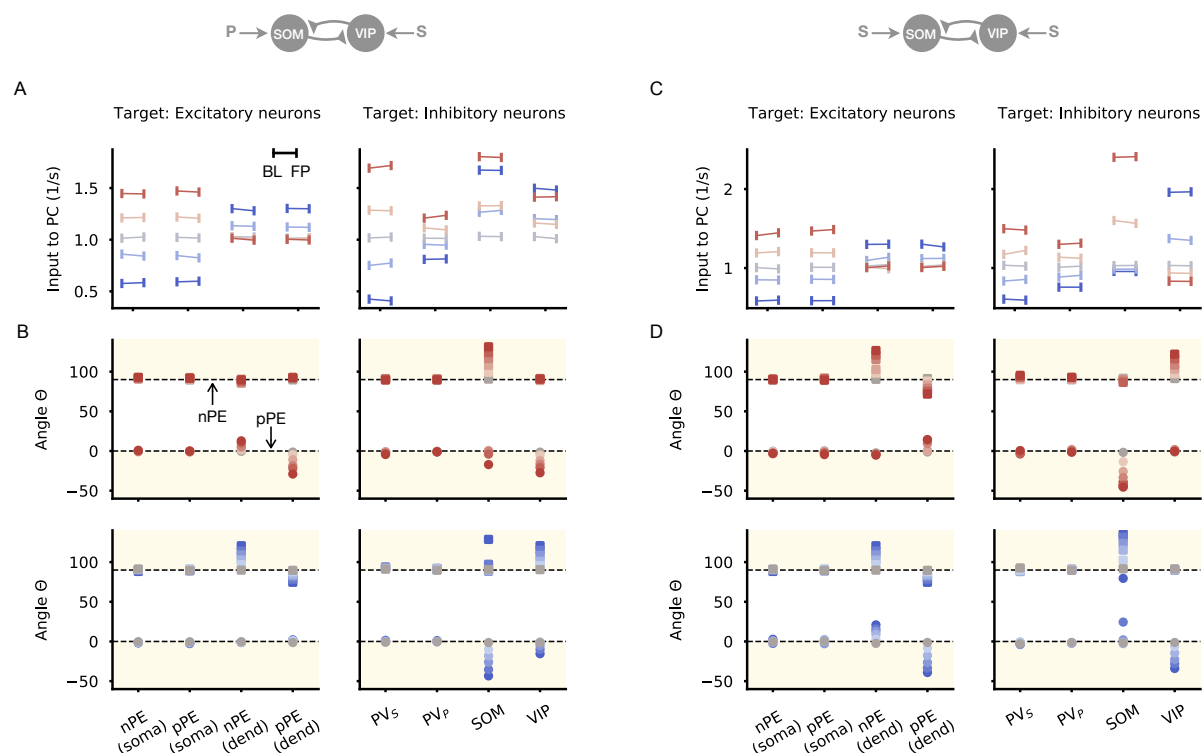 P SOM VIP S
S SOM VIP S
A
C
Target: Excitatory neurons
Target: Inhibitory neurons
Target: Excitatory neurons
Target: Inhibitory neurons
Input to PC (1/s)
1.5
1.0
0.5
BL FP
Input to PC (1/s)
2
1
B
D
Angle Θ
100
50
0
−50
nPE
pPE
Angle Θ
100
50
0
−50
Angle Θ
100
50
0
−50
Angle Θ
100
50
0
−50
nPE
(soma)
pPE
(soma)
nPE
(dend)
pPE
(dend)
PVS
PVP
SOM
VIP
nPE
(soma)
pPE
(soma)
nPE
(dend)
pPE
(dend)
PVS
PVP
SOM
VIP